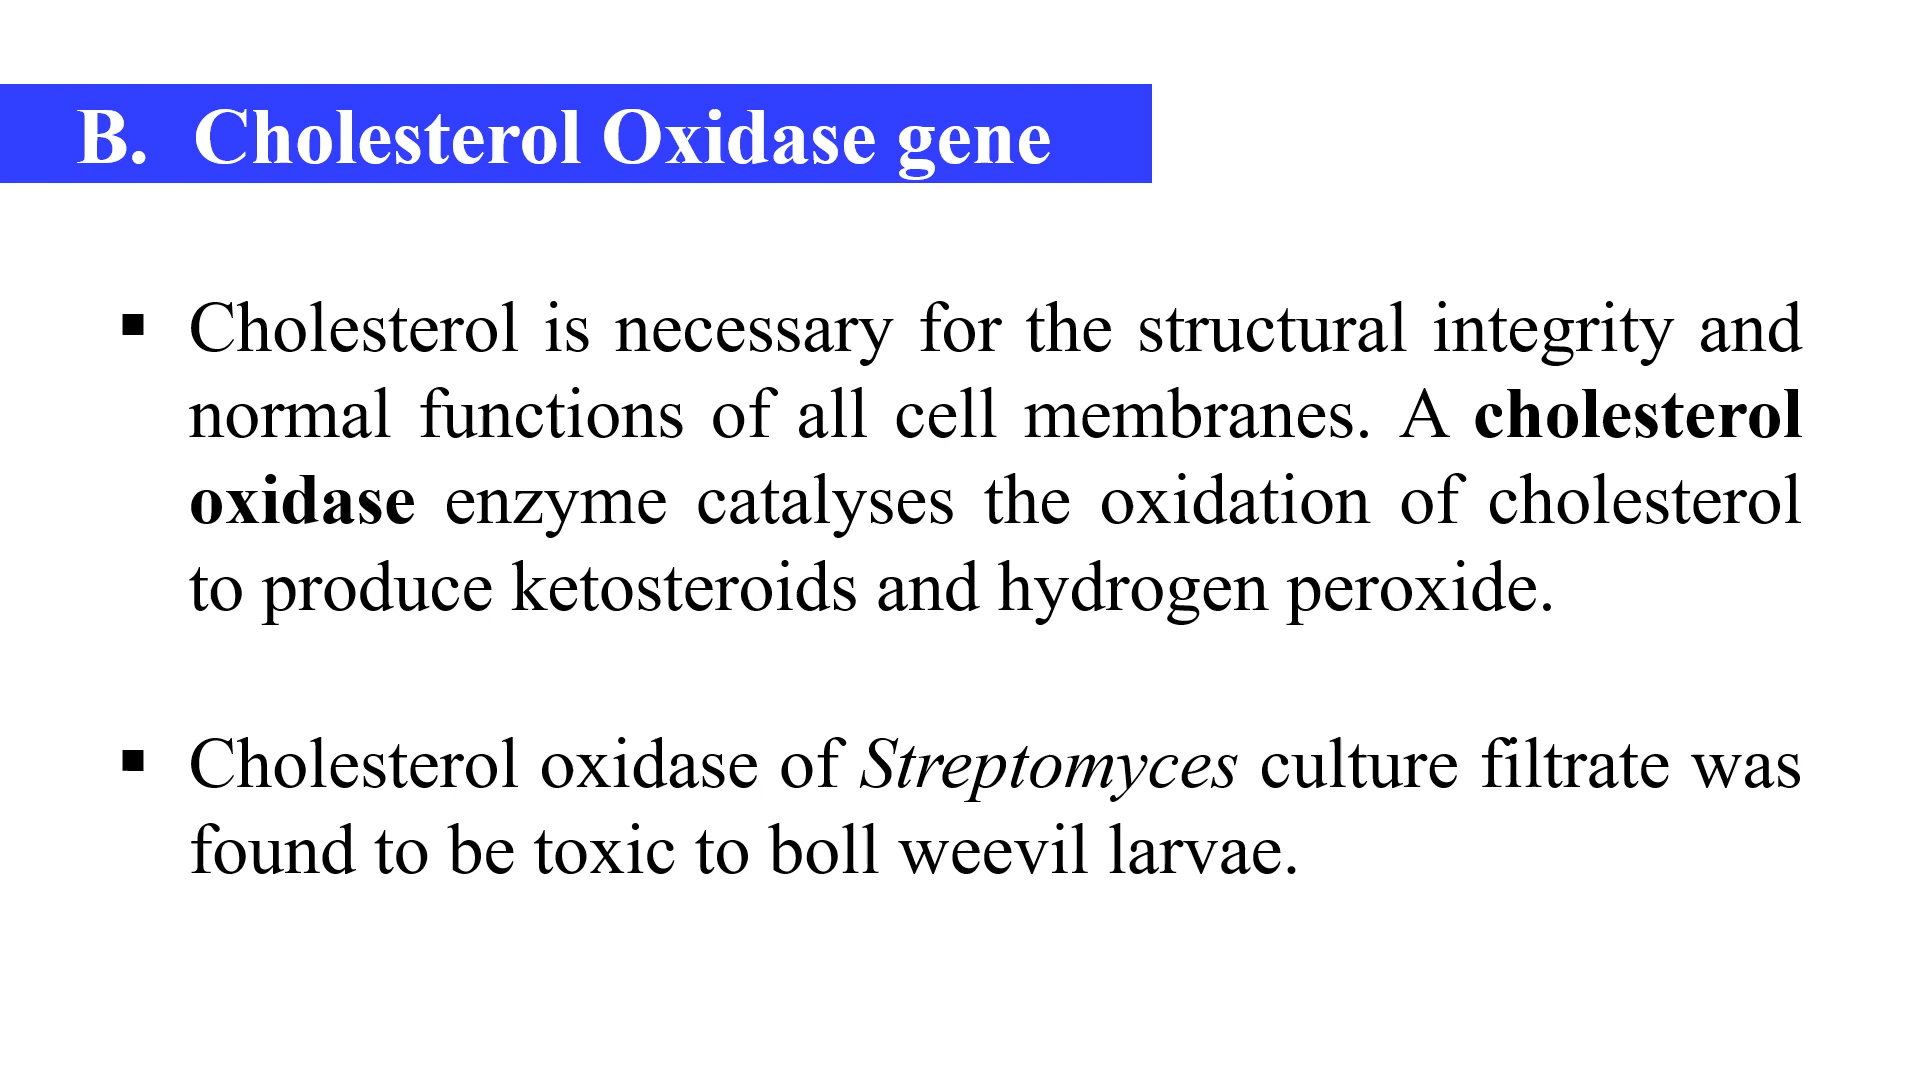 B. Cholesterol Oxidase gene
▪ Cholesterol is necessary for the structural integrity and
normal functions of all cell membranes. A cholesterol
oxidase enzyme catalyses the oxidation of cholesterol
to produce ketosteroids and hydrogen peroxide.
▪ Cholesterol oxidase of Streptomyces culture filtrate was
found to be toxic to boll weevil larvae.